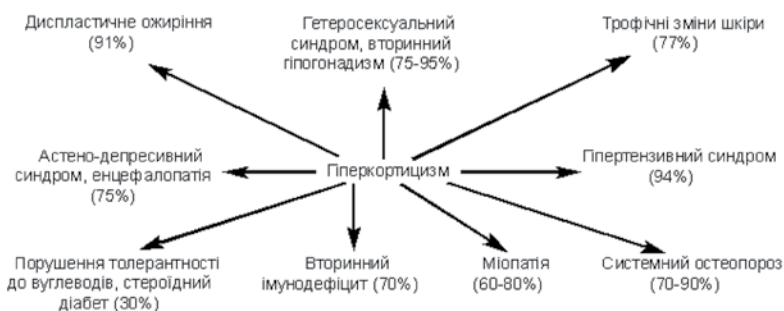 Диспластичне ожиріння
(91%)
Гетеросексуальний
синдром, вторинний
гіпогонадизм (75-95%)
Трофічні зміни шкіри
(77%)
Астено-депресивний
синдром, енцефалопатія
(75%)
Гіперкортицизм
Гіпертензивний синдром
(94%)
Порушення толерантності
до вуглеводів, стероїдний
діабет (30%)
Вторинний
імунодефіцит (70%)
Міопатія
(60-80%)
Системний остеопороз
(70-90%)